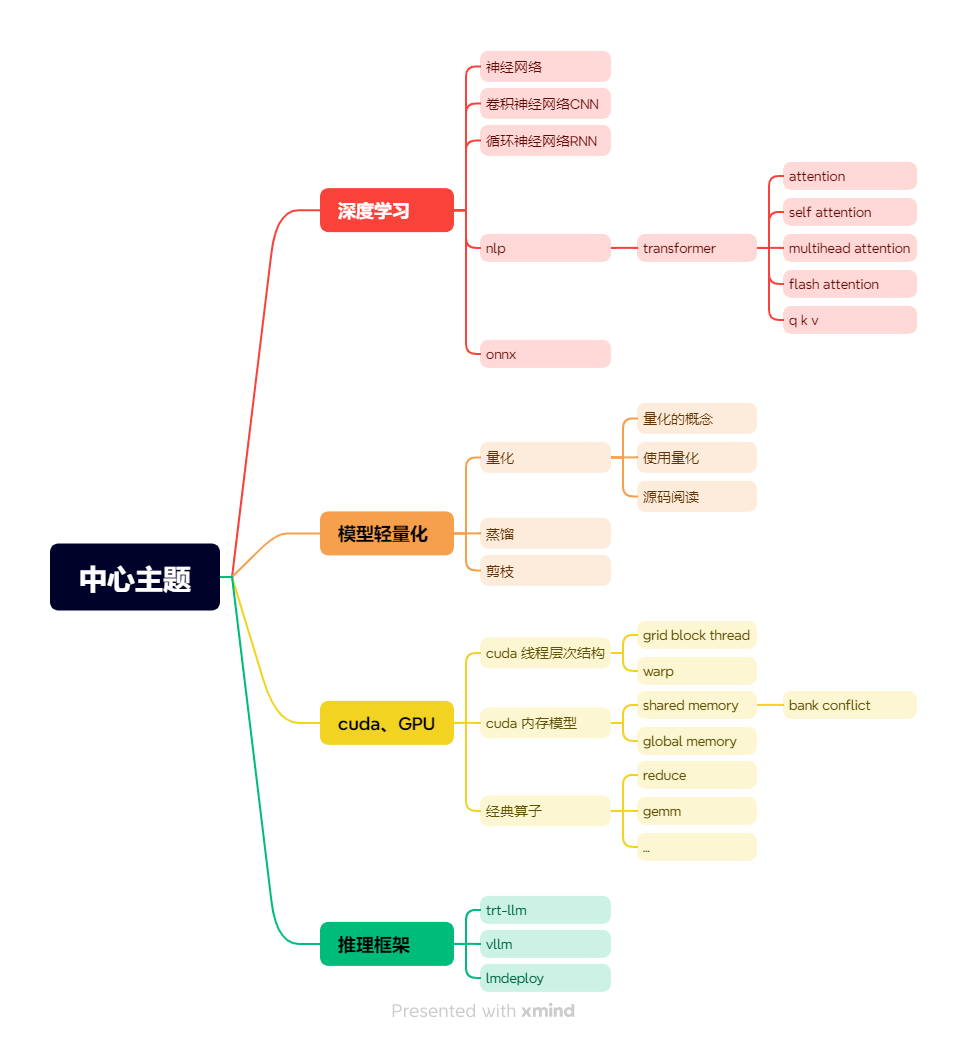 中心主题
深度学习
神经网络
卷积神经网络CNN
循环神经网络RNN
nlp
transformer
attention
self attention
multihead attention
flash attention
q k v
onnx
模型轻量化
量化
量化的概念
使用量化
源码阅读
蒸馏
剪枝
cuda、GPU
cuda 线程层次结构
grid block thread
warp
cuda 内存模型
shared memory
bank conflict
global memory
经典算子
reduce
gemm
...
推理框架
trt-llm
vllm
lmdeploy
Presented with xmind